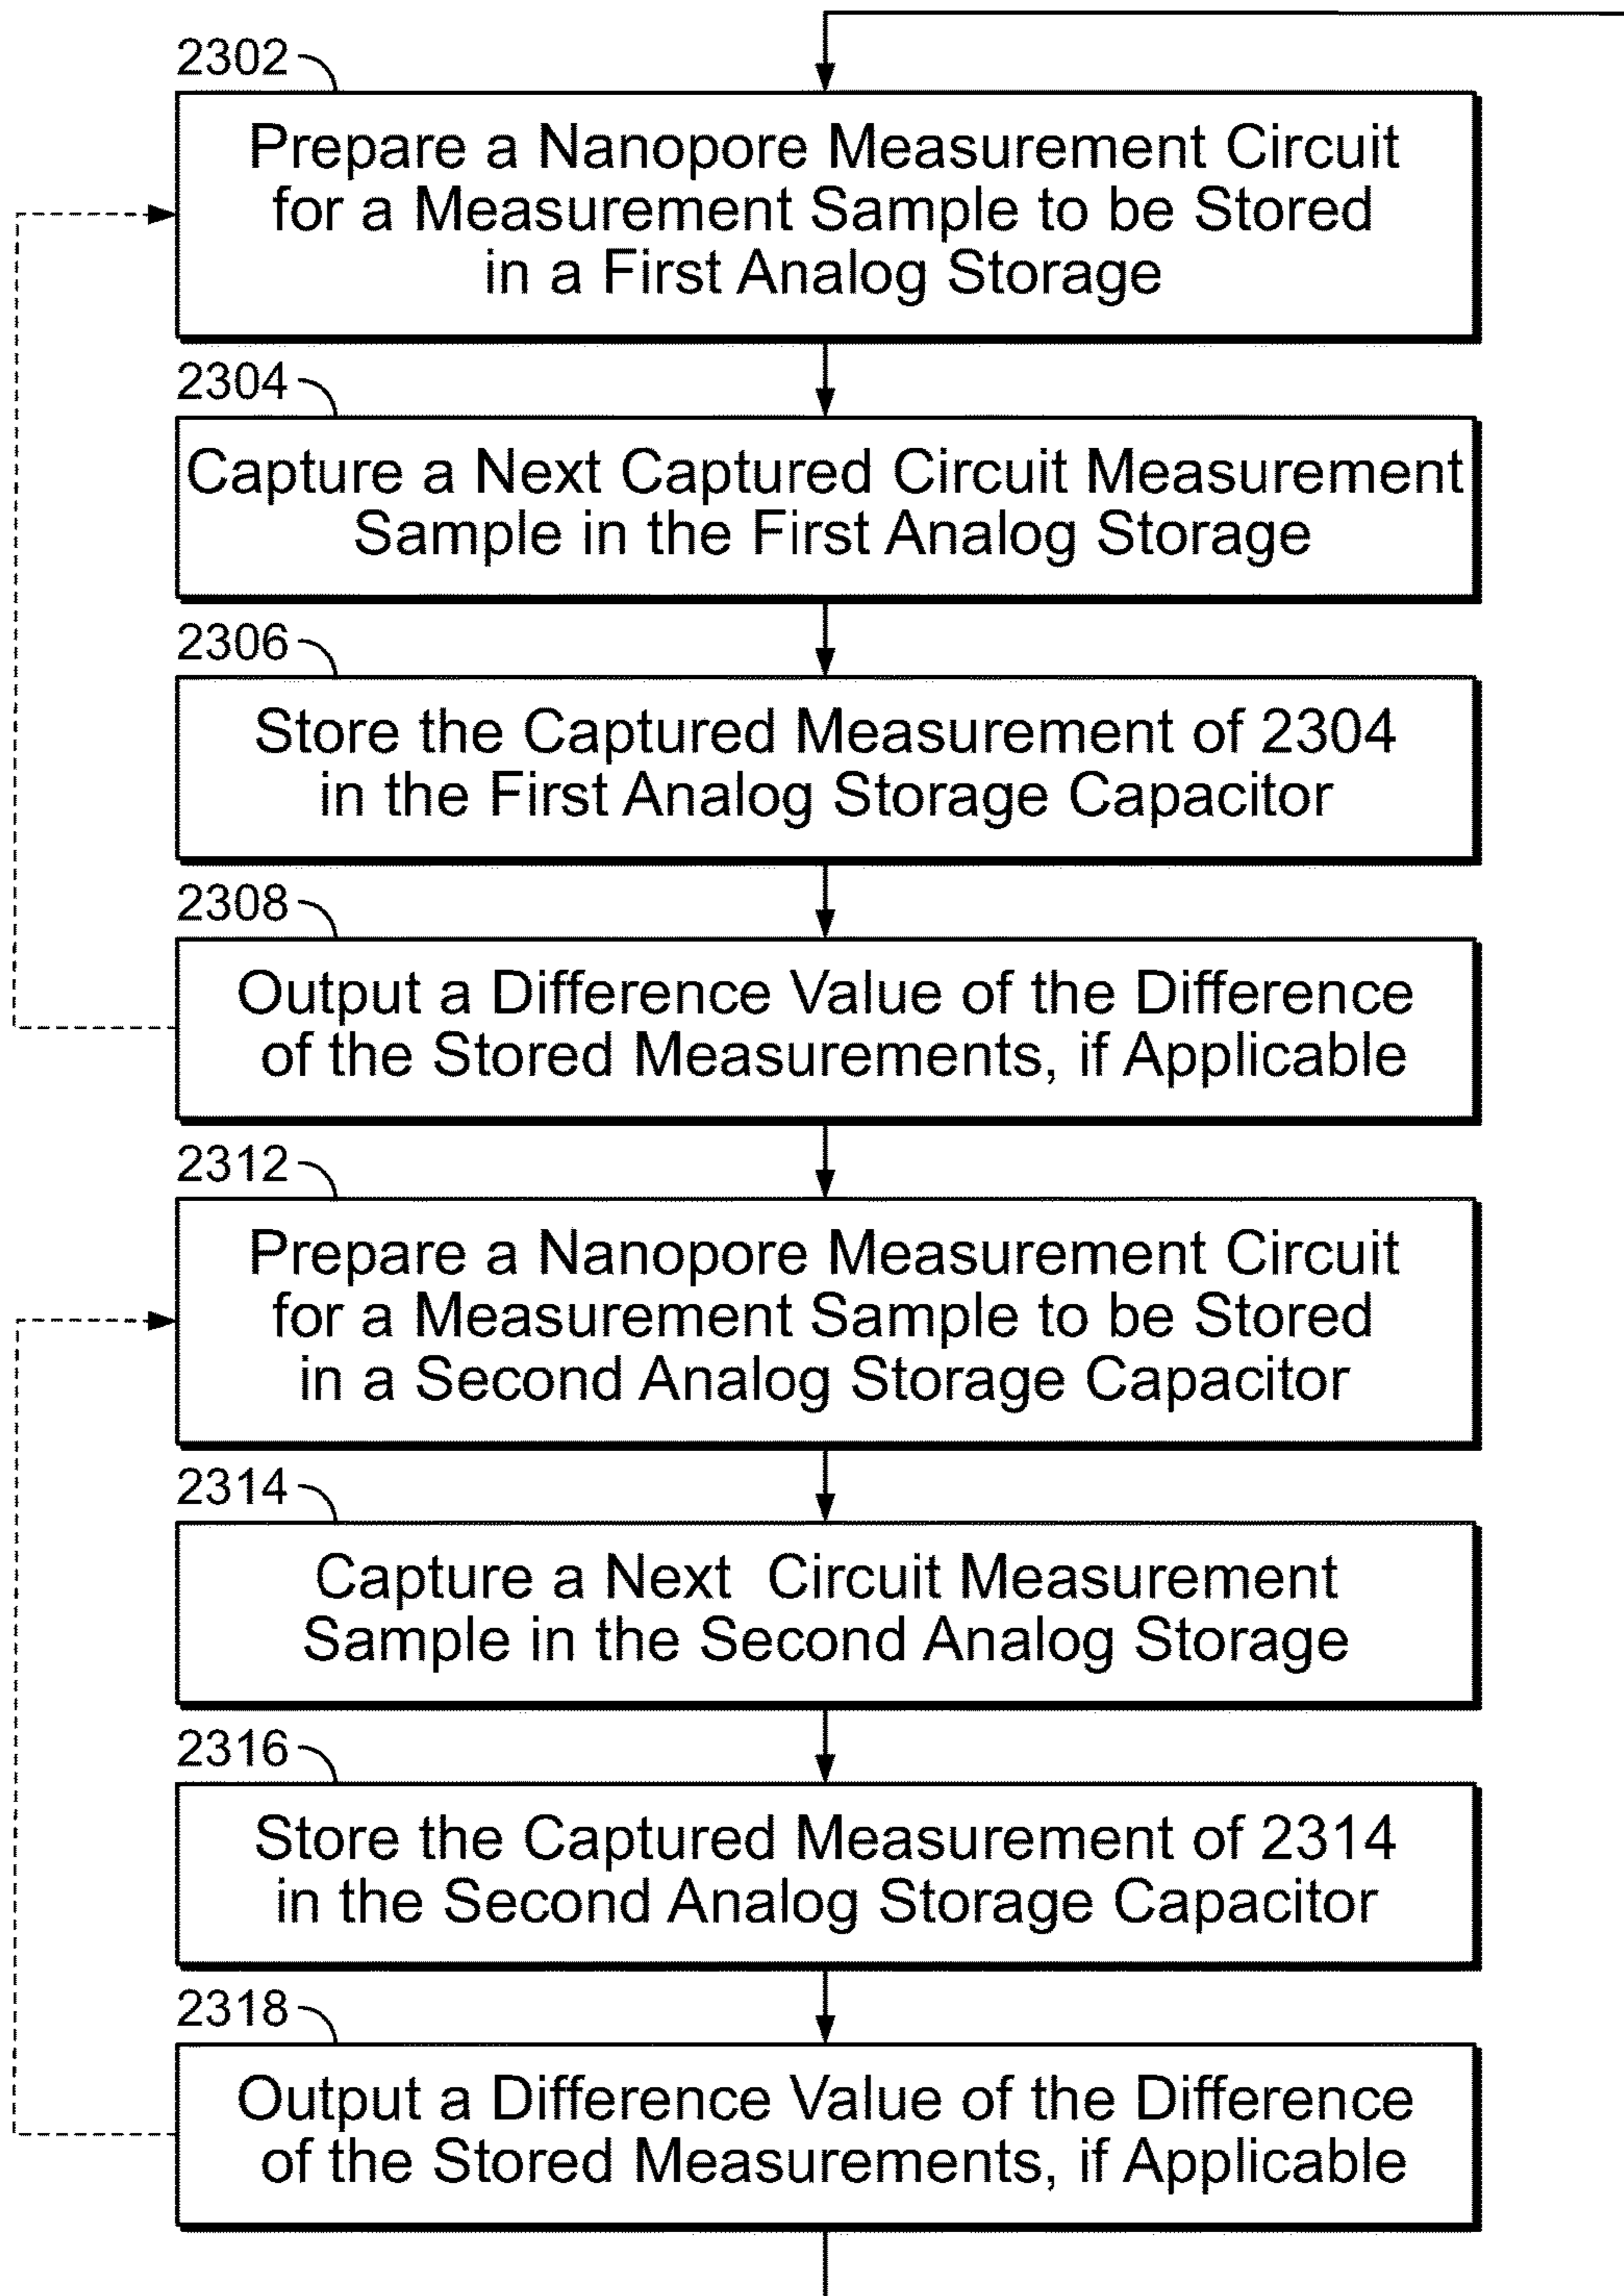 2302
Prepare a Nanopore Measurement Circuit
for a Measurement Sample to be Stored
in a First Analog Storage
2304
Capture a Next Captured Circuit Measurement
Sample in the First Analog Storage
2306
Store the Captured Measurement of 2304
in the First Analog Storage Capacitor
2308
Output a Difference Value of the Difference
of the Stored Measurements, if Applicable
2312
Prepare a Nanopore Measurement Circuit
for a Measurement Sample to be Stored
in a Second Analog Storage Capacitor
2314
Capture a Next Circuit Measurement
Sample in the Second Analog Storage
2316
Store the Captured Measurement of 2314
in the Second Analog Storage Capacitor
2318
Output a Difference Value of the Difference
of the Stored Measurements, if Applicable